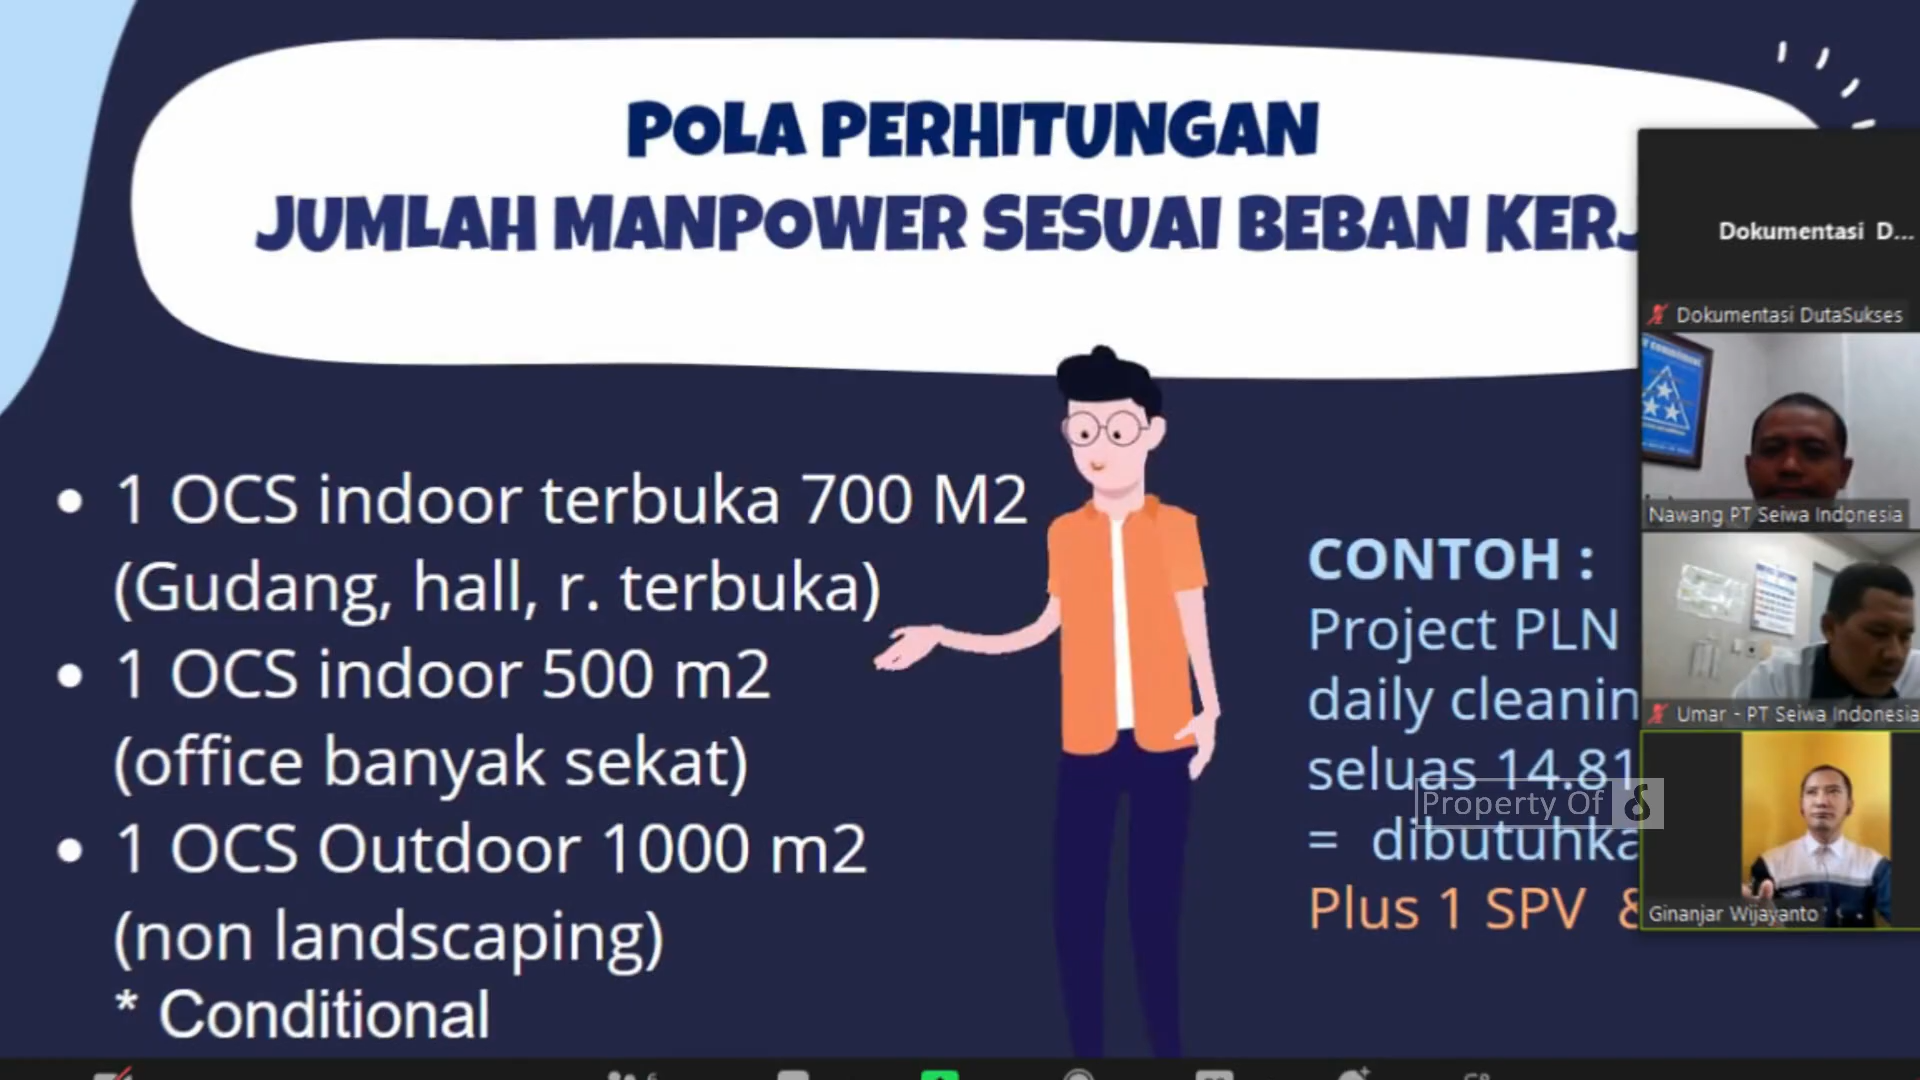 POLA PERHITUNGAN
JUMLAH MANPOWER SESUAI BEBAN KERJ
• 1 OCS indoor terbuka 700 M2
(Gudang, hall, r. terbuka)
• 1 OCS indoor 500 m2
(office banyak sekat)
• 1 OCS Outdoor 1000 m2
(non landscaping)
* Conditional
CONTOH :
Project PLN
daily cleanin
seluas 14.81
= dibutuhka
Plus 1 SPV &
Property Of
Dokumentasi D...
Dokumentasi DutaSukses
Nawang PT Seiwa Indonesia
Umar - PT Seiwa Indonesia
Ginanjar Wijayanto